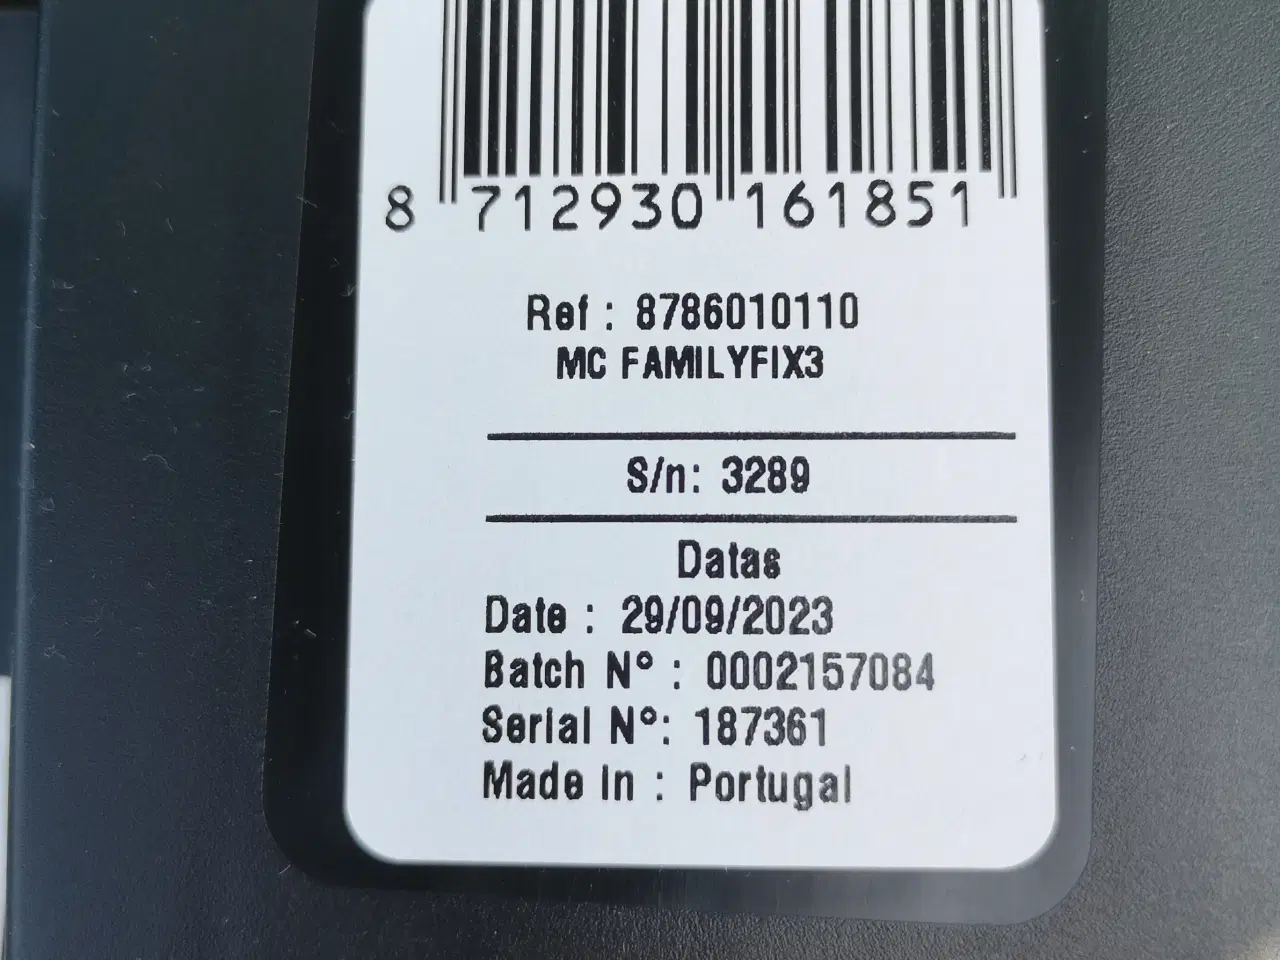 8 712930 161851
Ref : 8786010110
MC FAMILYFIX3
S/n: 3289
Datas
Date : 29/09/2023
Batch N° : 0002157084
Serial N°: 187361
Made in : Portugal